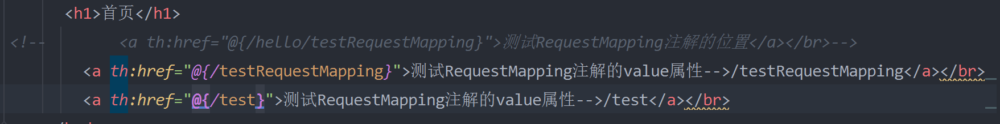 <h1>首页</h1>
<!--        <a th:href="@{/hello/testRequestMapping}">测试RequestMapping注解的位置</a></br>-->
<a th:href="@{/testRequestMapping}">测试RequestMapping注解的value属性-->/testRequestMapping</a></br>
<a th:href="@{/test}">测试RequestMapping注解的value属性-->/test</a></br>